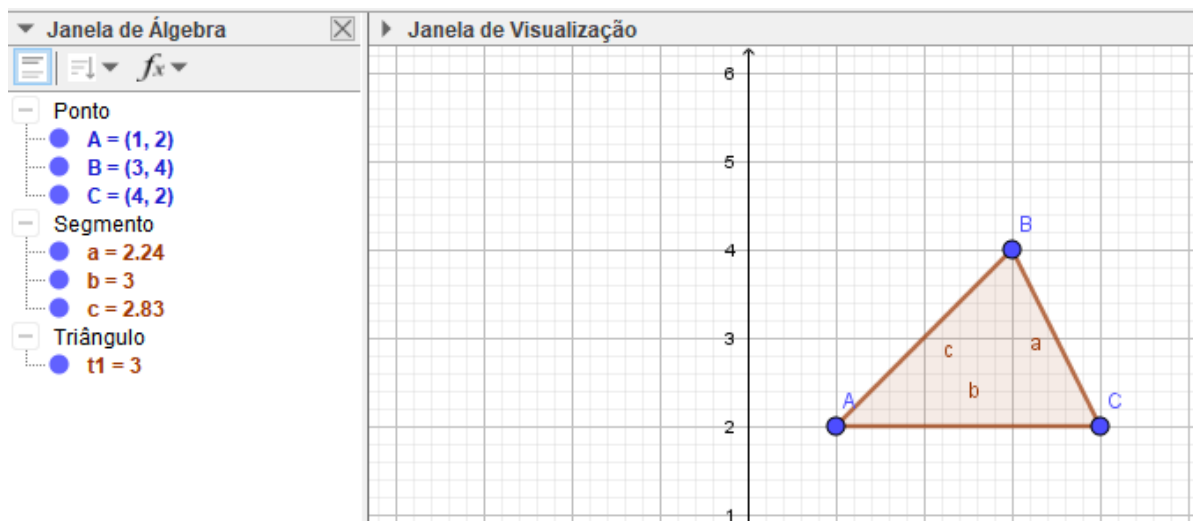 Janela de Álgebra
fx
Ponto
A = (1, 2)
B = (3, 4)
C = (4, 2)
Segmento
a = 2.24
b = 3
c = 2.83
Triângulo
t1 = 3
Janela de Visualização
6
5
B
4
3
c
a
b
A
C
2
1